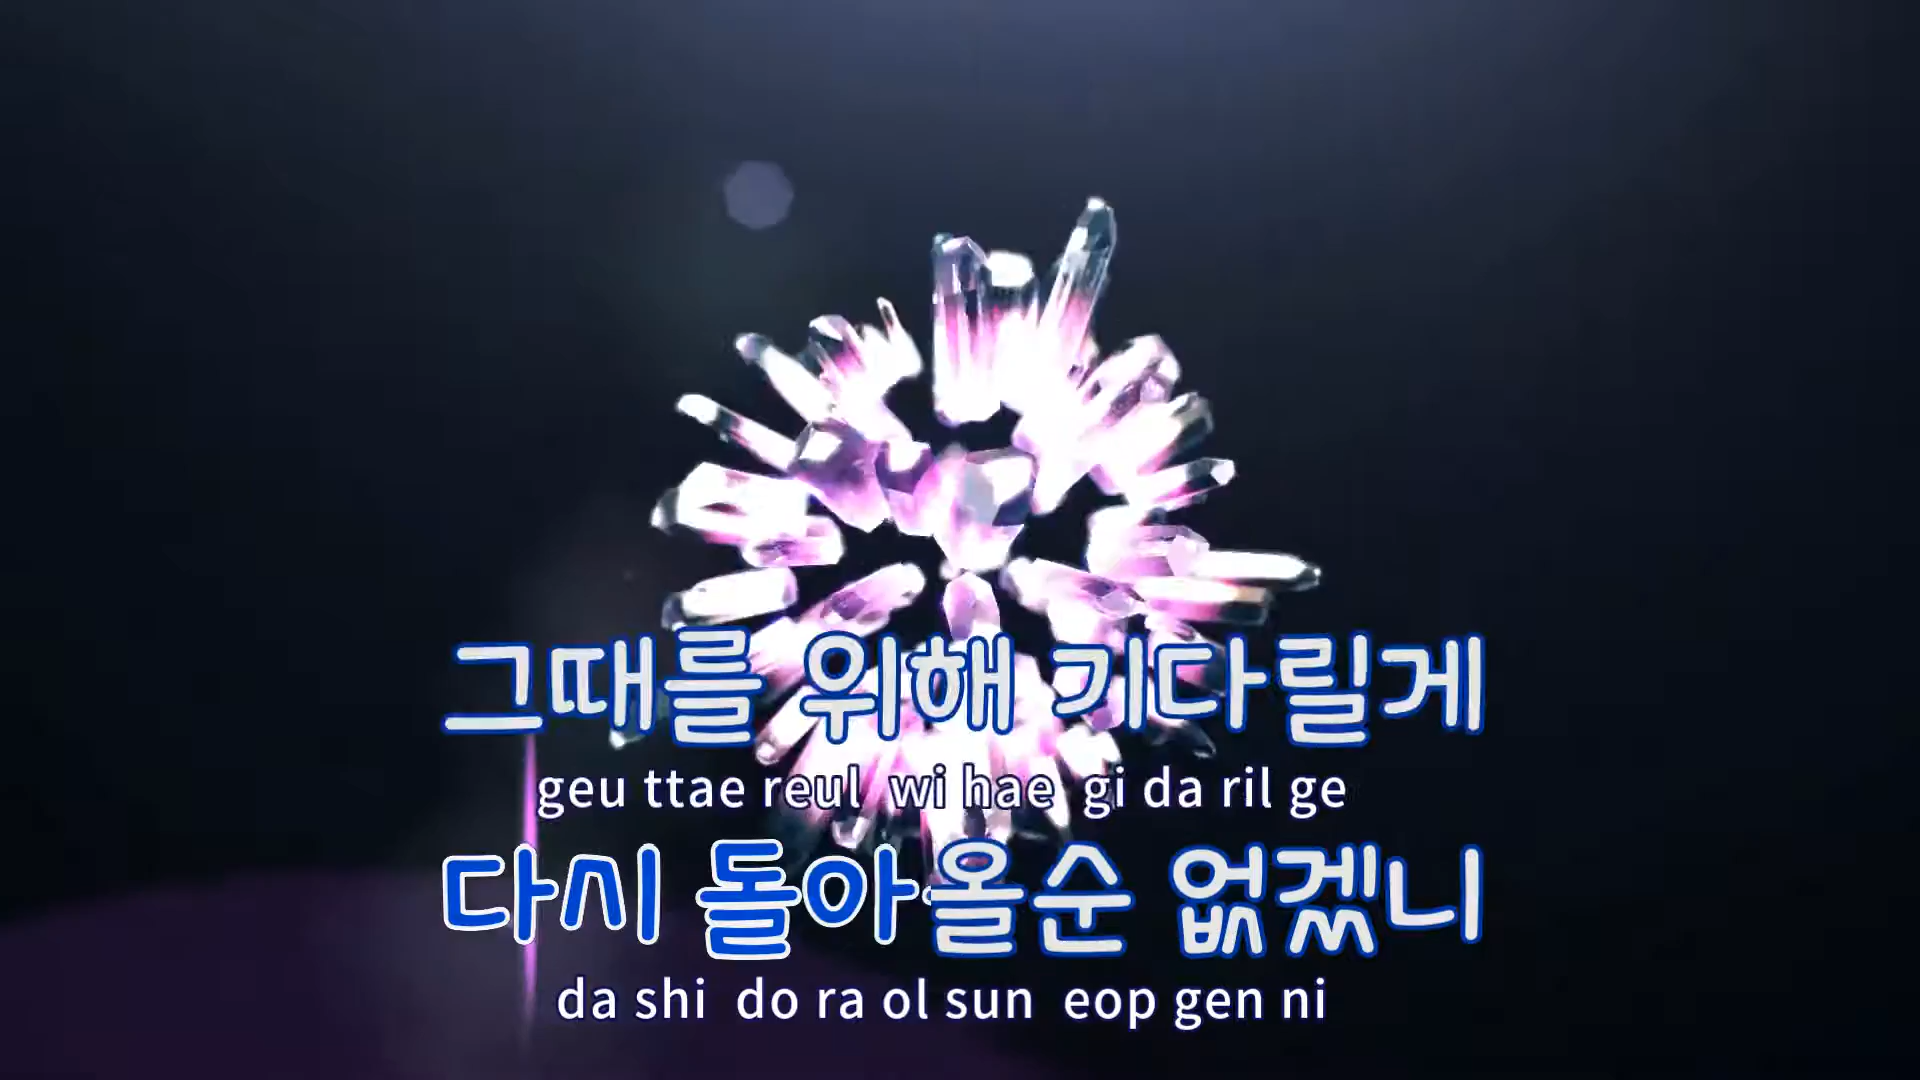 그때를 위해 기다릴게
geu ttae reul wi hae gi da ril ge
다시 돌아올순 없겠니
da shi do ra ol sun eop gen ni